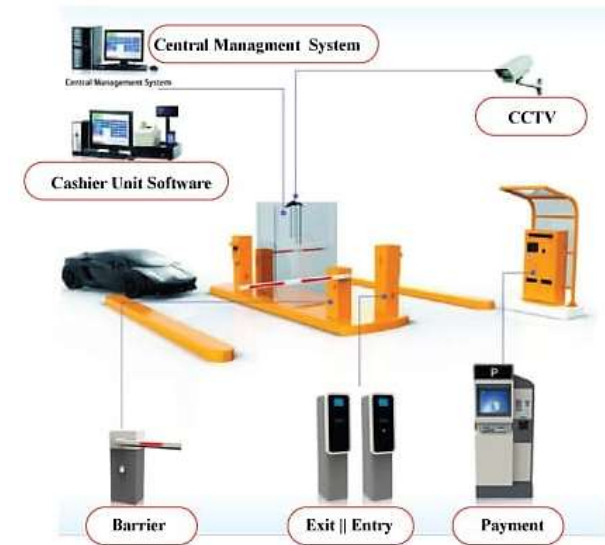 Central Managment System
Central Management System
CCTV
Cashier Unit Software
P
Barrier
Exit || Entry
Payment